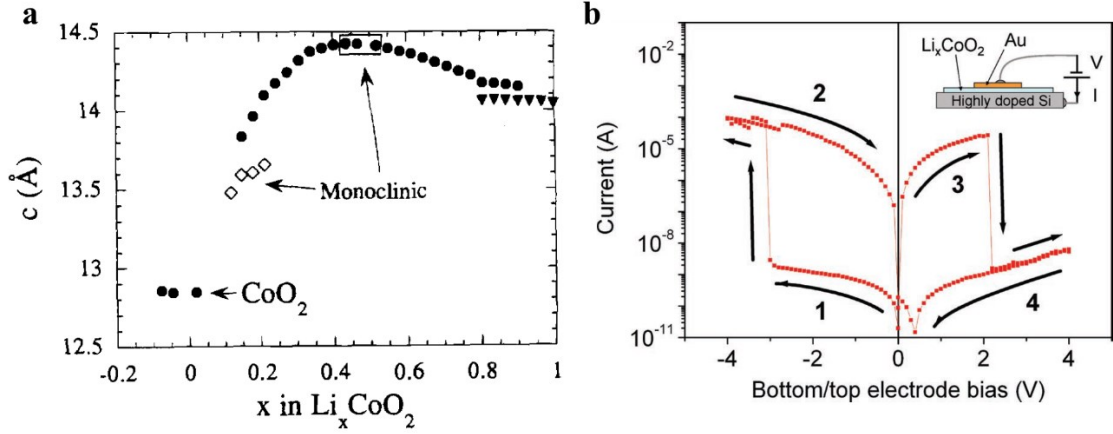 a
14.5
14
13.5
13
12.5
c (Å)
Monoclinic
CoO₂
-0.2 0 0.2 0.4 0.6 0.8 1
x in LiₓCoO₂
b
10⁻²
10⁻⁵
10⁻⁸
10⁻¹¹
Current (A)
LiₓCoO₂ Au
V
I
Highly doped Si
2
3
1
4
-4 -2 0 2 4
Bottom/top electrode bias (V)